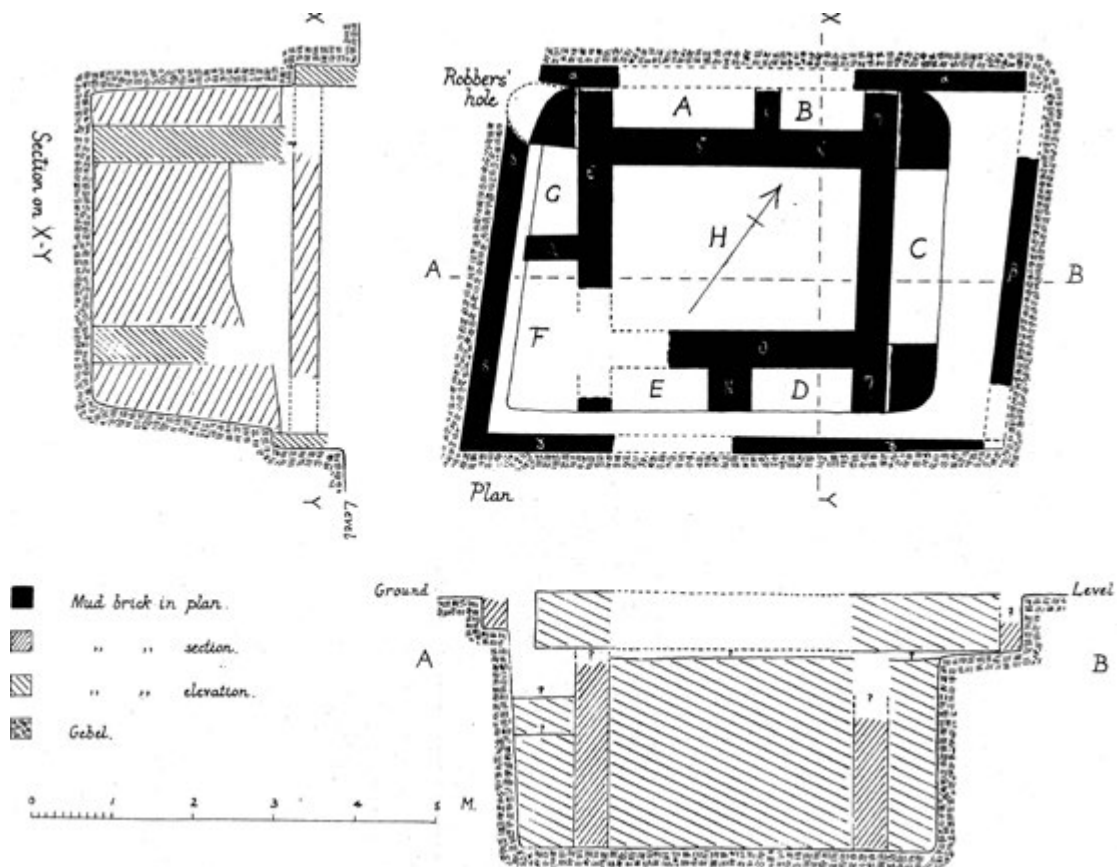 X
Section on X-Y
Y
Level
X
Robbers'
hole
a
a
A
B
G
H
C
A
B
F
E
D
3
Plan
Y
Mud brick in plan.
" " section.
" " elevation.
Gebel.
0 1 2 3 4 5 M.
Ground
Level
A
B
?
?
?
?
?
?
?
?